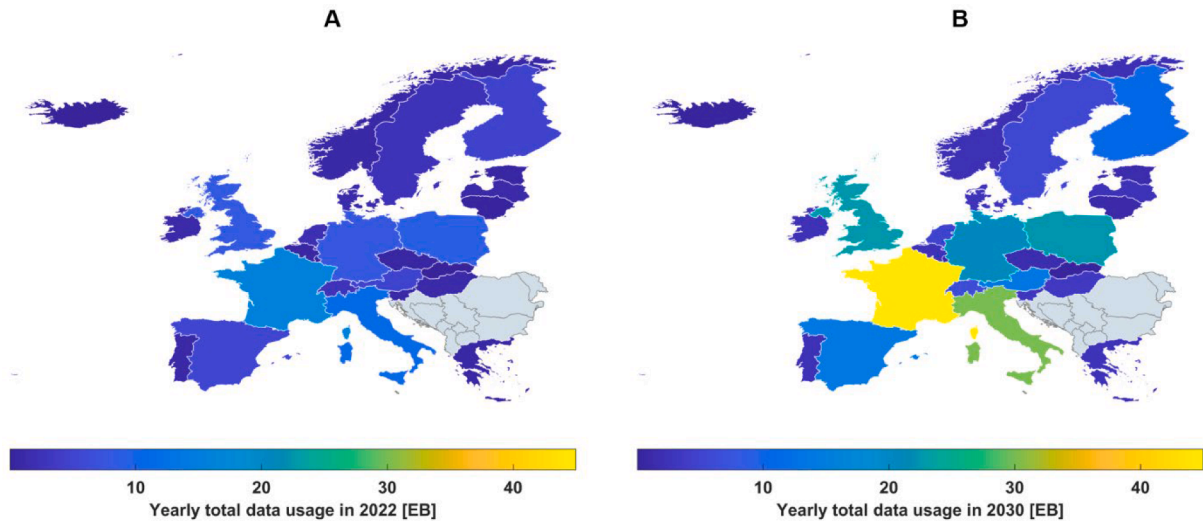 A
B
10 20 30 40
Yearly total data usage in 2022 [EB]
10 20 30 40
Yearly total data usage in 2030 [EB]